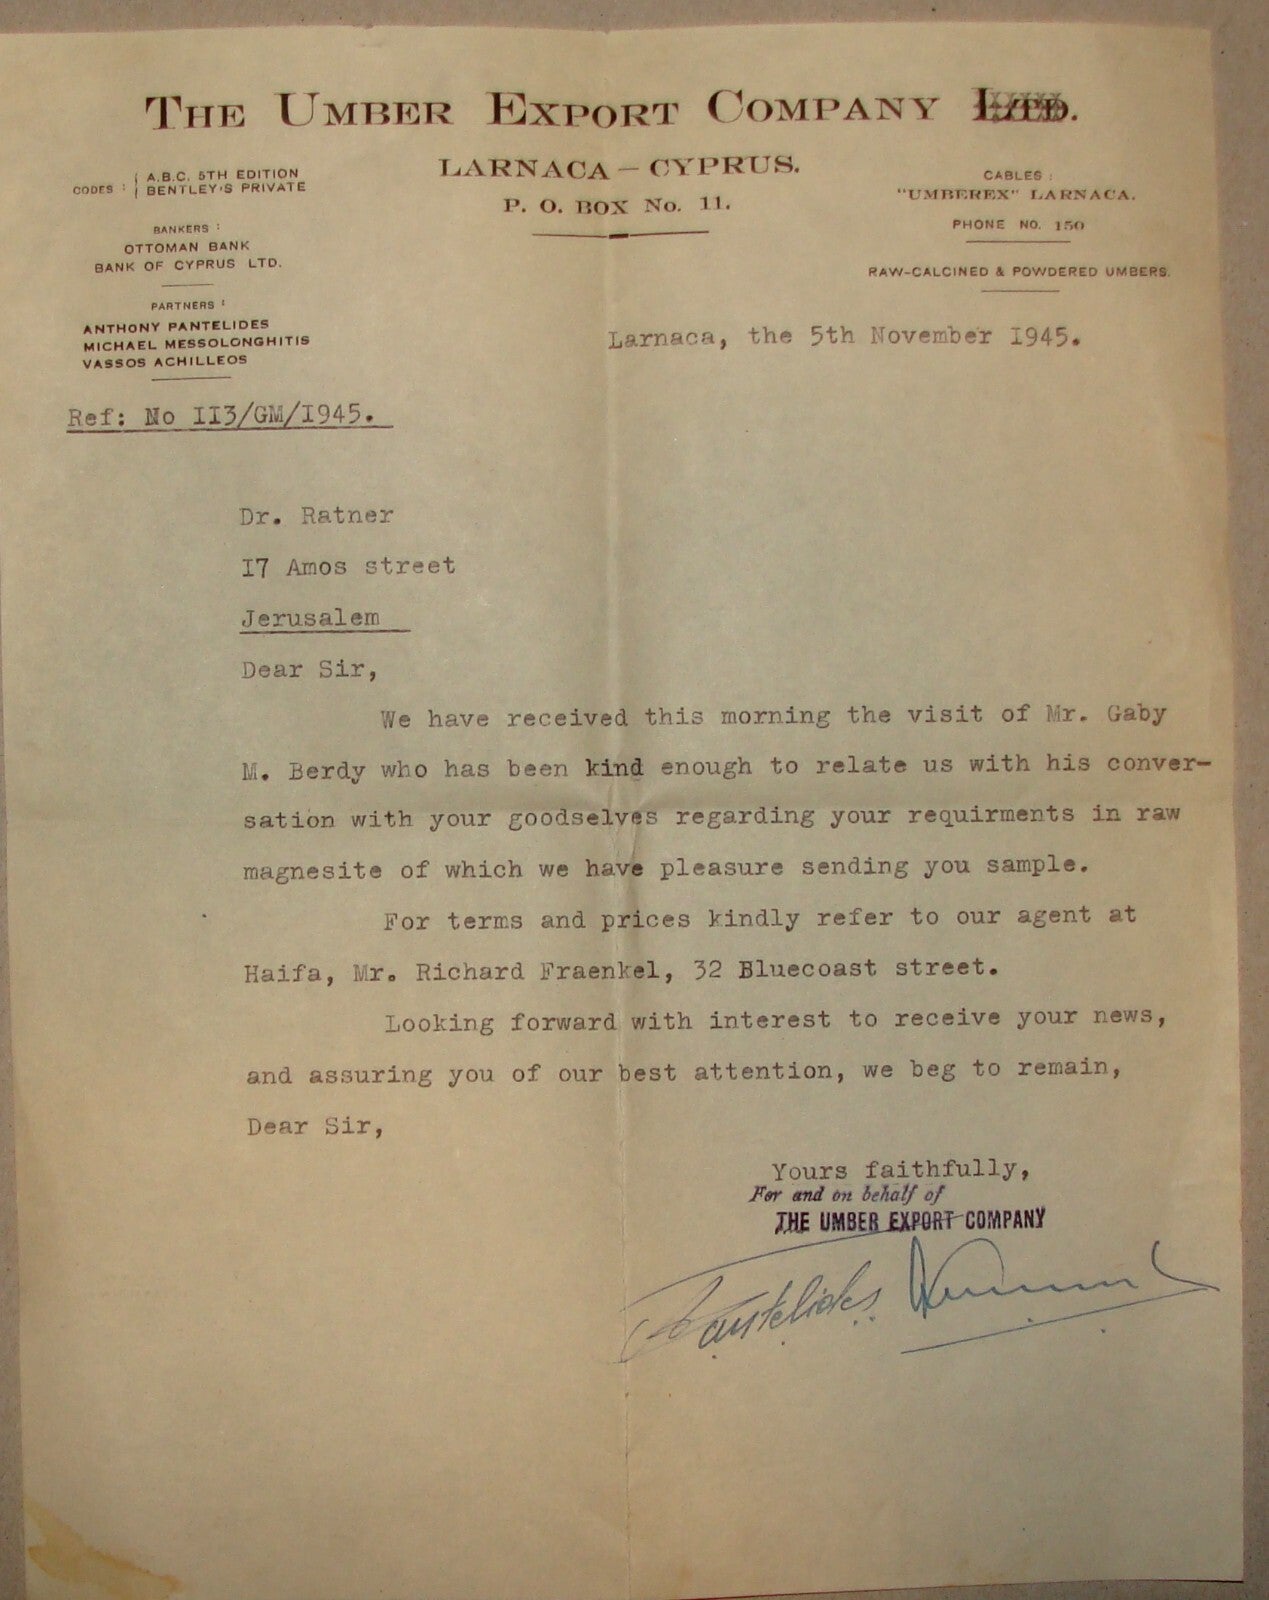 THE UMBER EXPORT COMPANY LTD.
LARNACA – CYPRUS.
P. O. BOX No. 11.
CODES : { A.B.C. 5TH EDITION
BENTLEY'S PRIVATE
BANKERS :
OTTOMAN BANK
BANK OF CYPRUS LTD.
PARTNERS :
ANTHONY PANTELIDES
MICHAEL MESSOLONGHITIS
VASSOS ACHILLEOS
CABLES :
"UMBEREX" LARNACA.
PHONE NO. 150
RAW-CALCINED & POWDERED UMBERS.
Larnaca, the 5th November 1945.
Ref: No II3/GM/I945.
Dr. Ratner
I7 Amos street
Jerusalem
Dear Sir,
We have received this morning the visit of Mr. Gaby
M. Berdy who has been kind enough to relate us with his conver-
sation with your goodselves regarding your requirments in raw
magnesite of which we have pleasure sending you sample.
For terms and prices kindly refer to our agent at
Haifa, Mr. Richard Fraenkel, 32 Bluecoast street.
Looking forward with interest to receive your news,
and assuring you of our best attention, we beg to remain,
Dear Sir,
Yours faithfully,
For and on behalf of
THE UMBER EXPORT COMPANY
Pantelides